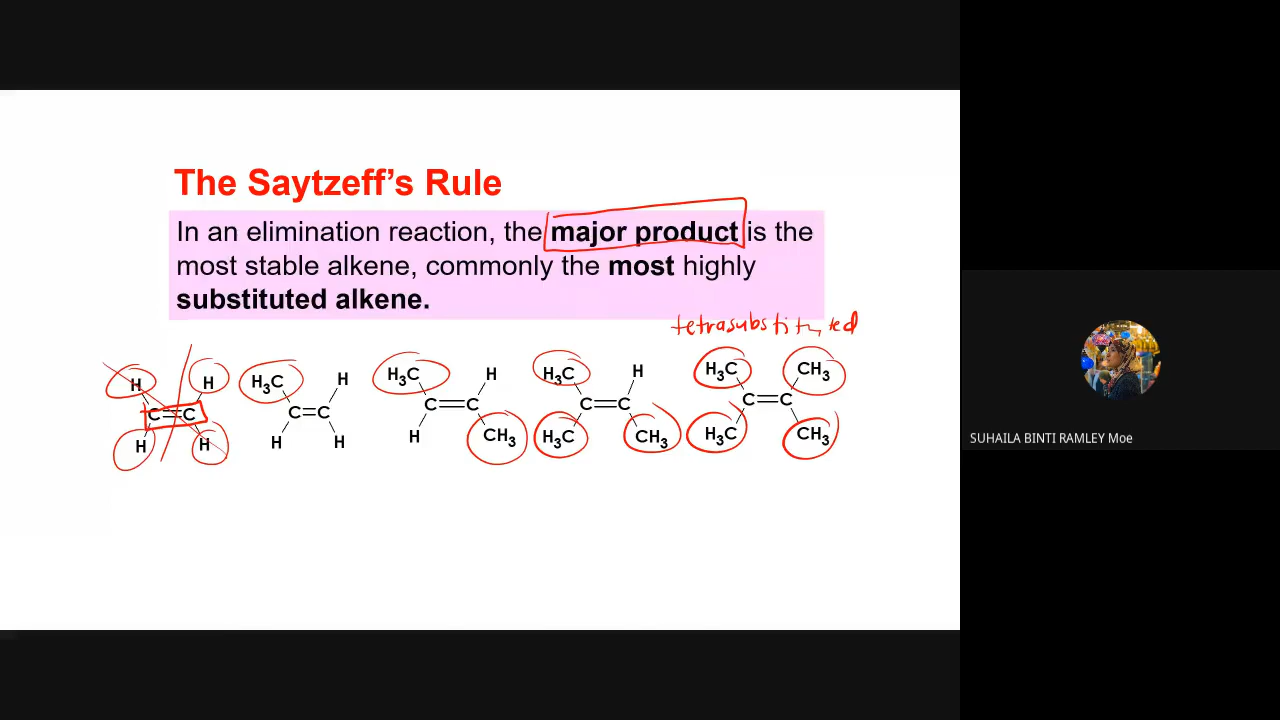 The Saytzeff's Rule
In an elimination reaction, the major product is the
most stable alkene, commonly the most highly
substituted alkene.
tetrasubstituted
H H C=C H H
H₃C H C=C H H
H₃C H C=C H CH₃
H₃C H C=C H₃C CH₃
H₃C CH₃ C=C H₃C CH₃
SUHAILA BINTI RAMLEY Moe